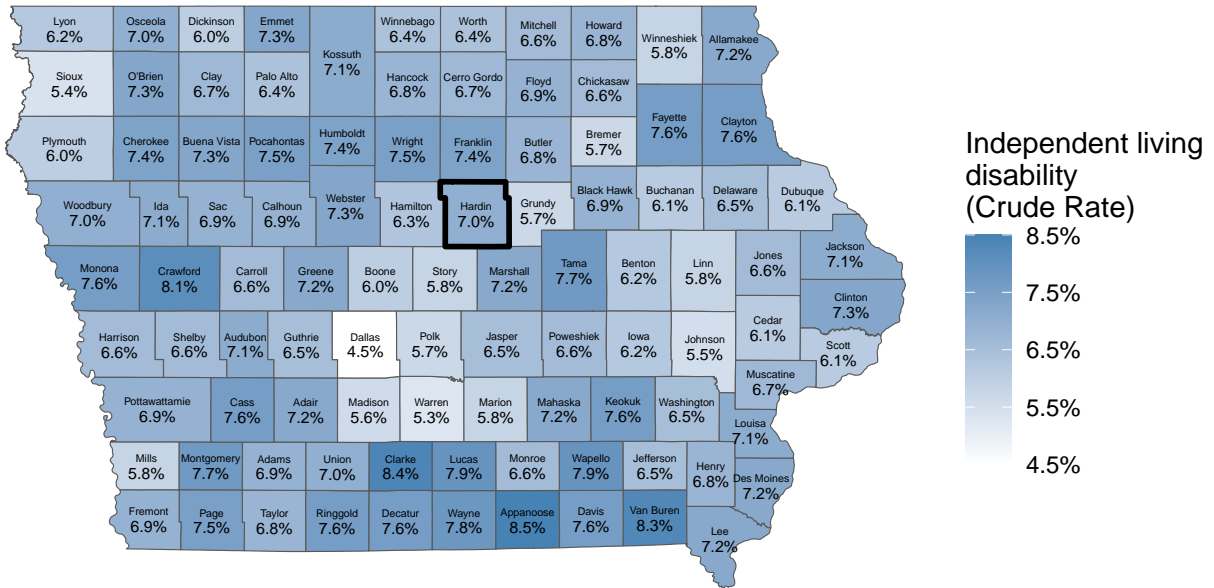 Lyon
6.2%
Osceola
7.0%
Dickinson
6.0%
Emmet
7.3%
Kossuth
7.1%
Winnebago
6.4%
Worth
6.4%
Mitchell
6.6%
Howard
6.8%
Winneshiek
5.8%
Allamakee
7.2%
Sioux
5.4%
O'Brien
7.3%
Clay
6.7%
Palo Alto
6.4%
Hancock
6.8%
Cerro Gordo
6.7%
Floyd
6.9%
Chickasaw
6.6%
Fayette
7.6%
Clayton
7.6%
Plymouth
6.0%
Cherokee
7.4%
Buena Vista
7.3%
Pocahontas
7.5%
Humboldt
7.4%
Wright
7.5%
Franklin
7.4%
Butler
6.8%
Bremer
5.7%
Woodbury
7.0%
Ida
7.1%
Sac
6.9%
Calhoun
6.9%
Webster
7.3%
Hamilton
6.3%
Hardin
7.0%
Grundy
5.7%
Black Hawk
6.9%
Buchanan
6.1%
Delaware
6.5%
Dubuque
6.1%
Monona
7.6%
Crawford
8.1%
Carroll
6.6%
Greene
7.2%
Boone
6.0%
Story
5.8%
Marshall
7.2%
Tama
7.7%
Benton
6.2%
Linn
5.8%
Jones
6.6%
Jackson
7.1%
Clinton
7.3%
Harrison
6.6%
Shelby
6.6%
Audubon
7.1%
Guthrie
6.5%
Dallas
4.5%
Polk
5.7%
Jasper
6.5%
Poweshiek
6.6%
Iowa
6.2%
Johnson
5.5%
Cedar
6.1%
Scott
6.1%
Muscatine
6.7%
Pottawattamie
6.9%
Cass
7.6%
Adair
7.2%
Madison
5.6%
Warren
5.3%
Marion
5.8%
Mahaska
7.2%
Keokuk
7.6%
Washington
6.5%
Louisa
7.1%
Mills
5.8%
Montgomery
7.7%
Adams
6.9%
Union
7.0%
Clarke
8.4%
Lucas
7.9%
Monroe
6.6%
Wapello
7.9%
Jefferson
6.5%
Henry
6.8%
Des Moines
7.2%
Fremont
6.9%
Page
7.5%
Taylor
6.8%
Ringgold
7.6%
Decatur
7.6%
Wayne
7.8%
Appanoose
8.5%
Davis
7.6%
Van Buren
8.3%
Lee
7.2%
Independent living
disability
(Crude Rate)
8.5%
7.5%
6.5%
5.5%
4.5%